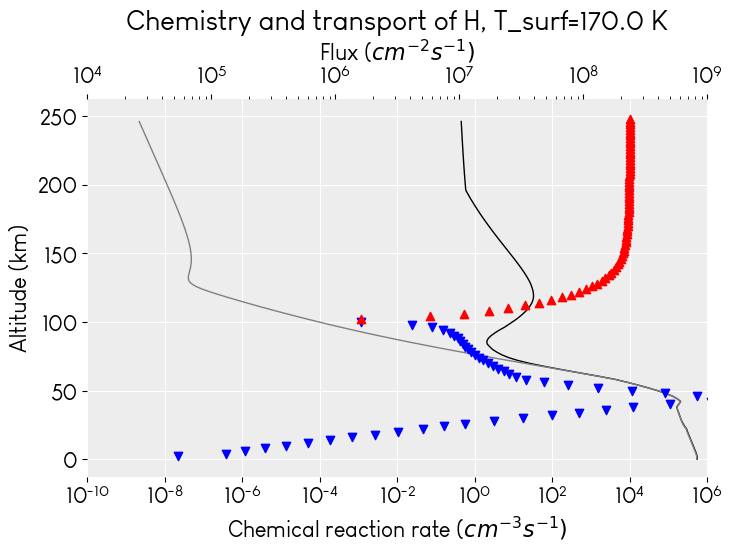 Chemistry and transport of H, T_surf=170.0 K
Flux (cm⁻²s⁻¹)
10⁴ 10⁵ 10⁶ 10⁷ 10⁸ 10⁹
250
200
150
100
50
0
Altitude (km)
10⁻¹⁰ 10⁻⁸ 10⁻⁶ 10⁻⁴ 10⁻² 10⁰ 10² 10⁴ 10⁶
Chemical reaction rate (cm⁻³s⁻¹)